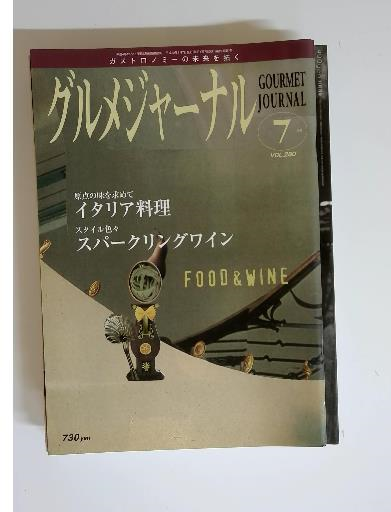 ガストロノミーの未来を拓く
グルメジャーナル
GOURMET
JOURNAL
7
VOL.280
原点の味を求めて
イタリア料理
スタイル色々
スパークリングワイン
FOOD & WINE
730yen